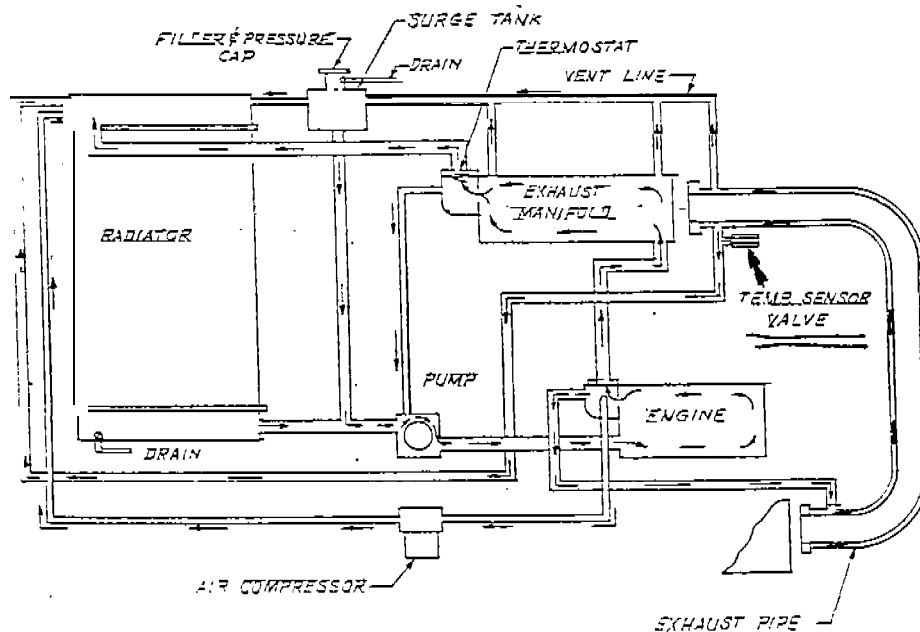 SURGE TANK
FILTER & PRESSURE
CAP
THERMOSTAT
DRAIN
VENT LINE
EXHAUST
MANIFOLD
RADIATOR
TEMP. SENSOR
VALVE
PUMP
ENGINE
DRAIN
AIR COMPRESSOR
EXHAUST PIPE